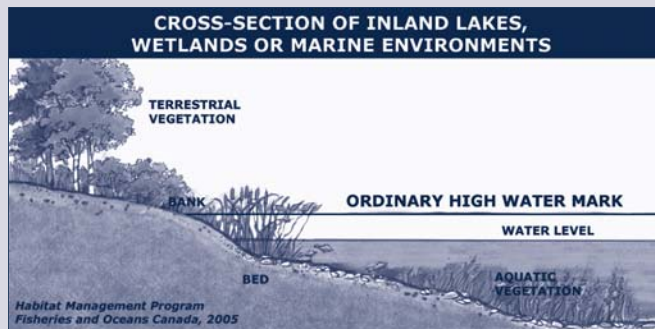 CROSS-SECTION OF INLAND LAKES,
WETLANDS OR MARINE ENVIRONMENTS
TERRESTRIAL
VEGETATION
BANK
ORDINARY HIGH WATER MARK
WATER LEVEL
BED
AQUATIC
VEGETATION
Habitat Management Program
Fisheries and Oceans Canada, 2005